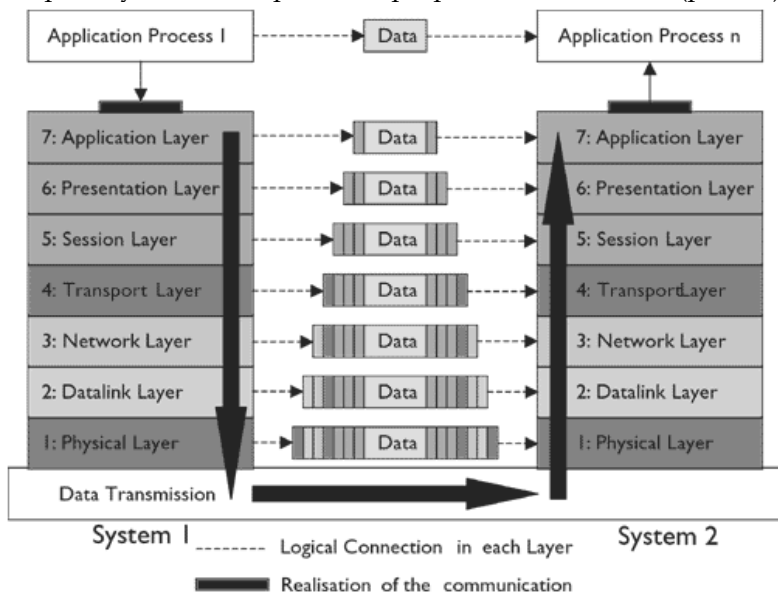 Application Process 1 Data Application Process n
7: Application Layer Data 7: Application Layer
6: Presentation Layer Data 6: Presentation Layer
5: Session Layer Data 5: Session Layer
4: Transport Layer Data 4: TransportLayer
3: Network Layer Data 3: Network Layer
2: Datalink Layer Data 2: Datalink Layer
1: Physical Layer Data 1: Physical Layer
Data Transmission
System 1 System 2
Logical Connection in each Layer
Realisation of the communication